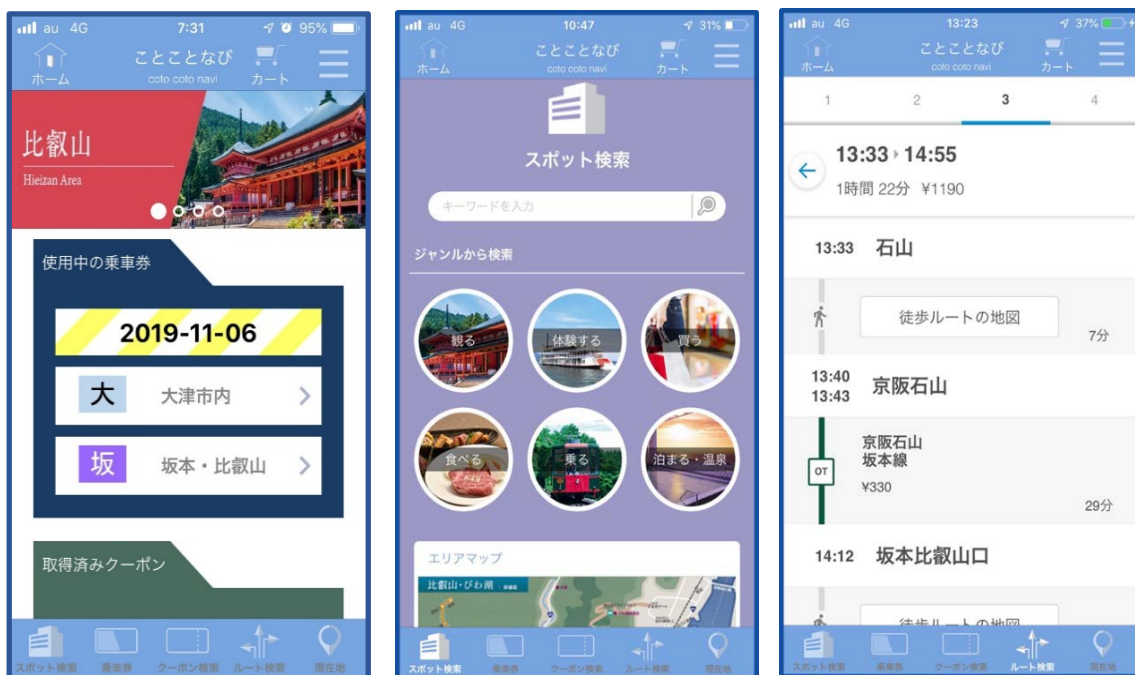 au 4G 7:31 95%
ホーム
ことことなび
coto coto navi
カート
比叡山
Hieizan Area
使用中の乗車券
2019-11-06
大 大津市内
坂 坂本・比叡山
取得済みクーポン
スポット検索 乗車券 クーポン検索 ルート検索 現在地
au 4G 10:47 31%
ホーム
ことことなび
coto coto navi
カート
スポット検索
キーワードを入力
ジャンルから検索
観る 体験する 買う
食べる 乗る 泊まる・温泉
エリアマップ
比叡山・びわ湖
スポット検索 乗車券 クーポン検索 ルート検索 現在地
au 4G 13:23 37%
ホーム
ことことなび
coto coto navi
カート
1 2 3 4
13:33 14:55
1時間 22分 ¥1190
13:33 石山
徒歩ルートの地図
7分
13:40
13:43
京阪石山
京阪石山
坂本線
OT
¥330
29分
14:12 坂本比叡山口
徒歩ルートの地図
スポット検索 乗車券 クーポン検索 ルート検索 現在地